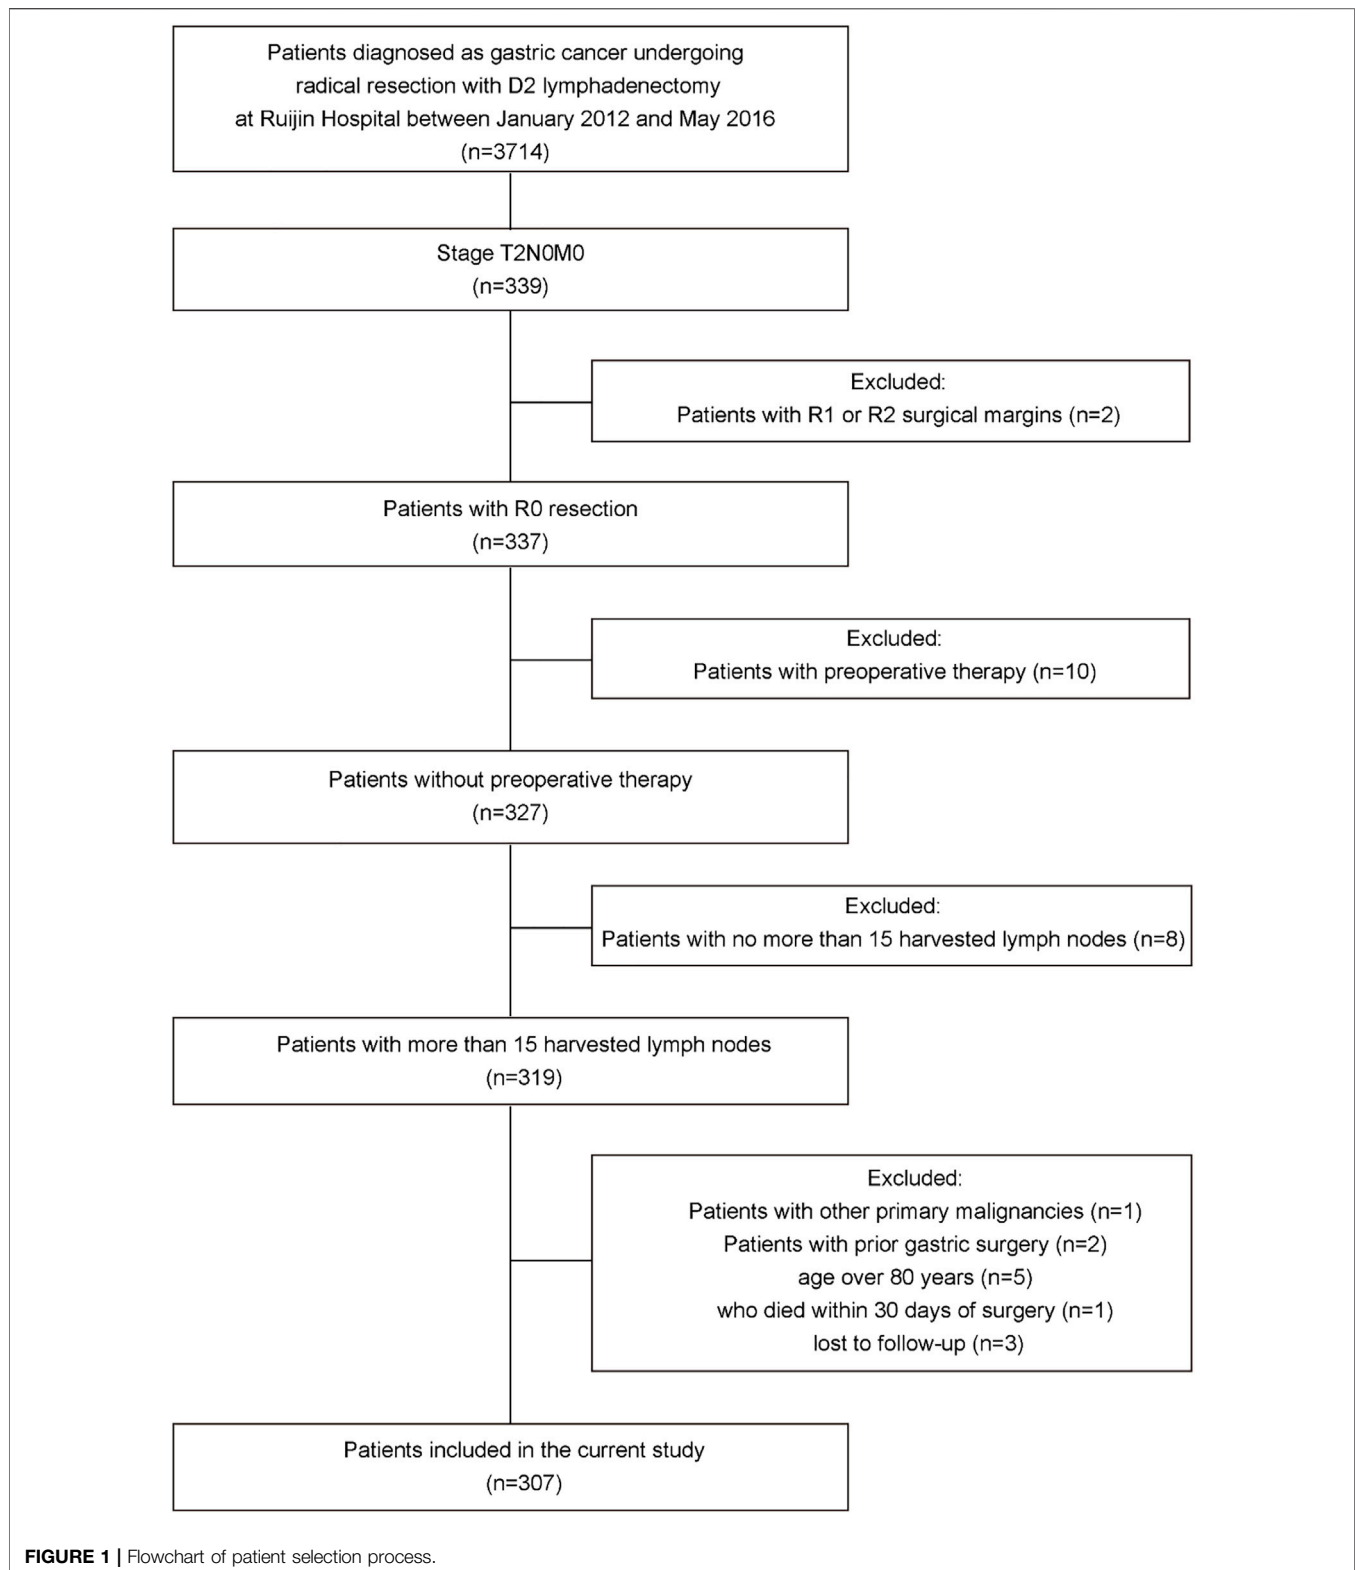 Patients diagnosed as gastric cancer undergoing
radical resection with D2 lymphadenectomy
at Ruijin Hospital between January 2012 and May 2016
(n=3714)
Stage T2N0M0
(n=339)
Excluded:
Patients with R1 or R2 surgical margins (n=2)
Patients with R0 resection
(n=337)
Excluded:
Patients with preoperative therapy (n=10)
Patients without preoperative therapy
(n=327)
Excluded:
Patients with no more than 15 harvested lymph nodes (n=8)
Patients with more than 15 harvested lymph nodes
(n=319)
Excluded:
Patients with other primary malignancies (n=1)
Patients with prior gastric surgery (n=2)
age over 80 years (n=5)
who died within 30 days of surgery (n=1)
lost to follow-up (n=3)
Patients included in the current study
(n=307)
FIGURE 1 | Flowchart of patient selection process.